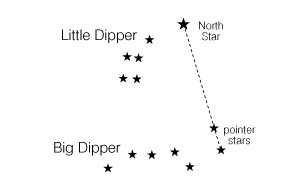 Little Dipper
North
Star
Big Dipper
pointer
stars